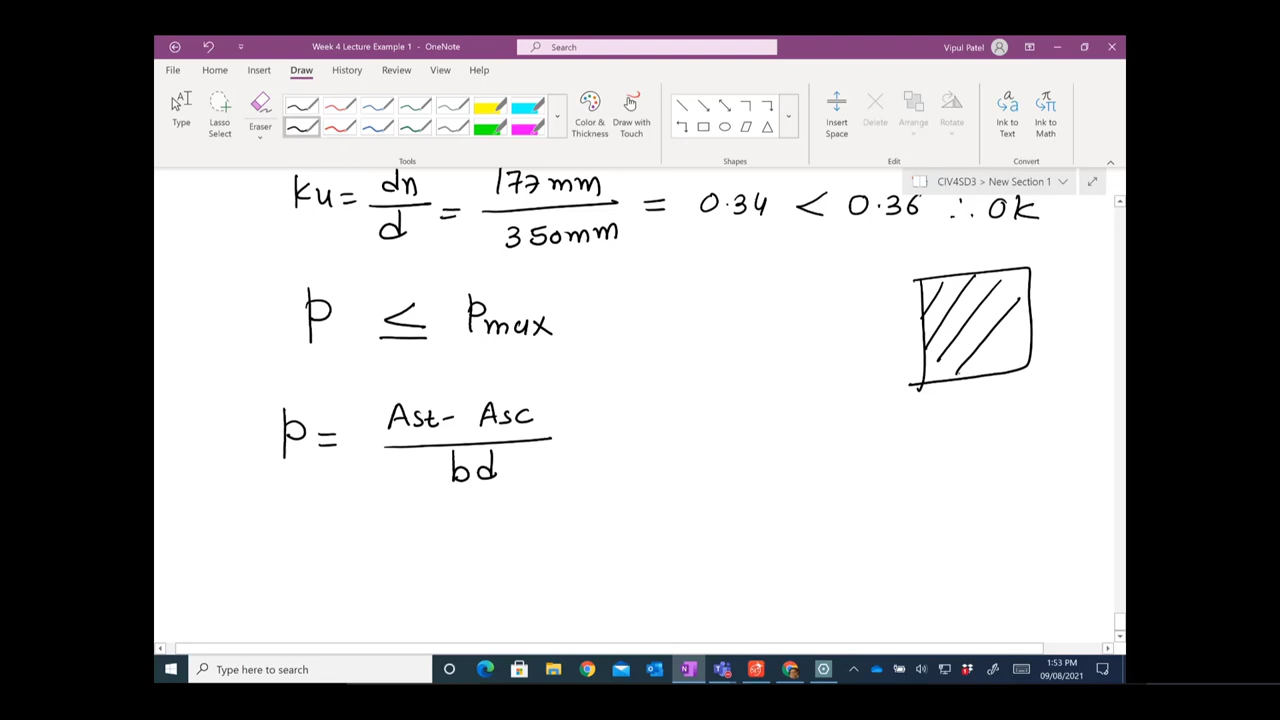 Week 4 Lecture Example 1 - OneNote
Search
Vipul Patel
File Home Insert Draw History Review View Help
Type
Lasso Select
Eraser
Color & Thickness
Draw with Touch
Insert Space
Delete
Arrange
Rotate
Ink to Text
Ink to Math
Tools
Shapes
Edit
Convert
CIV4SD3 > New Section 1
ku = dn/d = 177mm/350mm = 0.34 < 0.36 ∴ OK
p ≤ pmax
p = Ast - Asc / bd
Type here to search
1:53 PM
09/08/2021